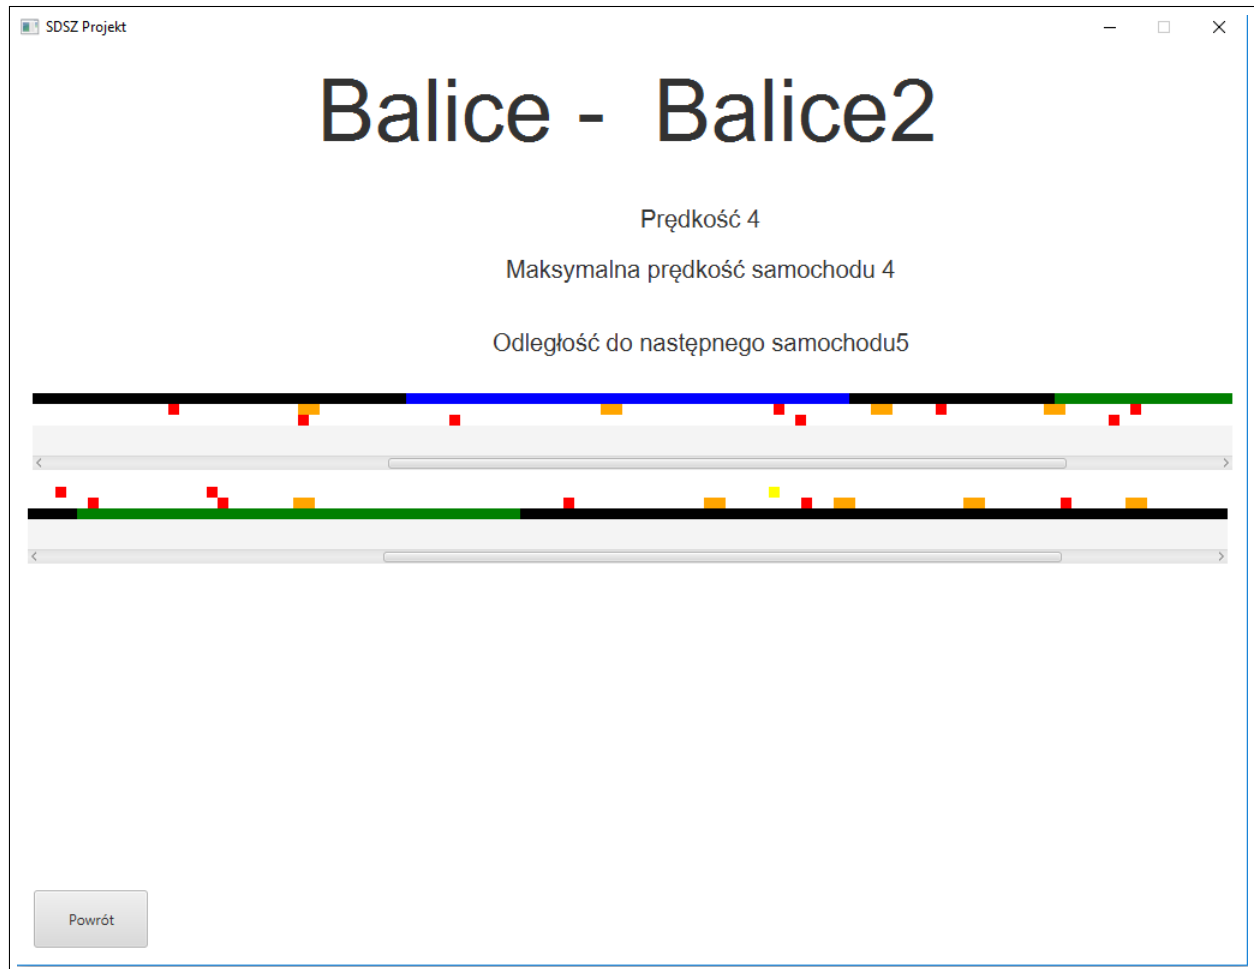 SDSZ Projekt
Balice - Balice2
Prędkość 4
Maksymalna prędkość samochodu 4
Odległość do następnego samochodu5
Powrót